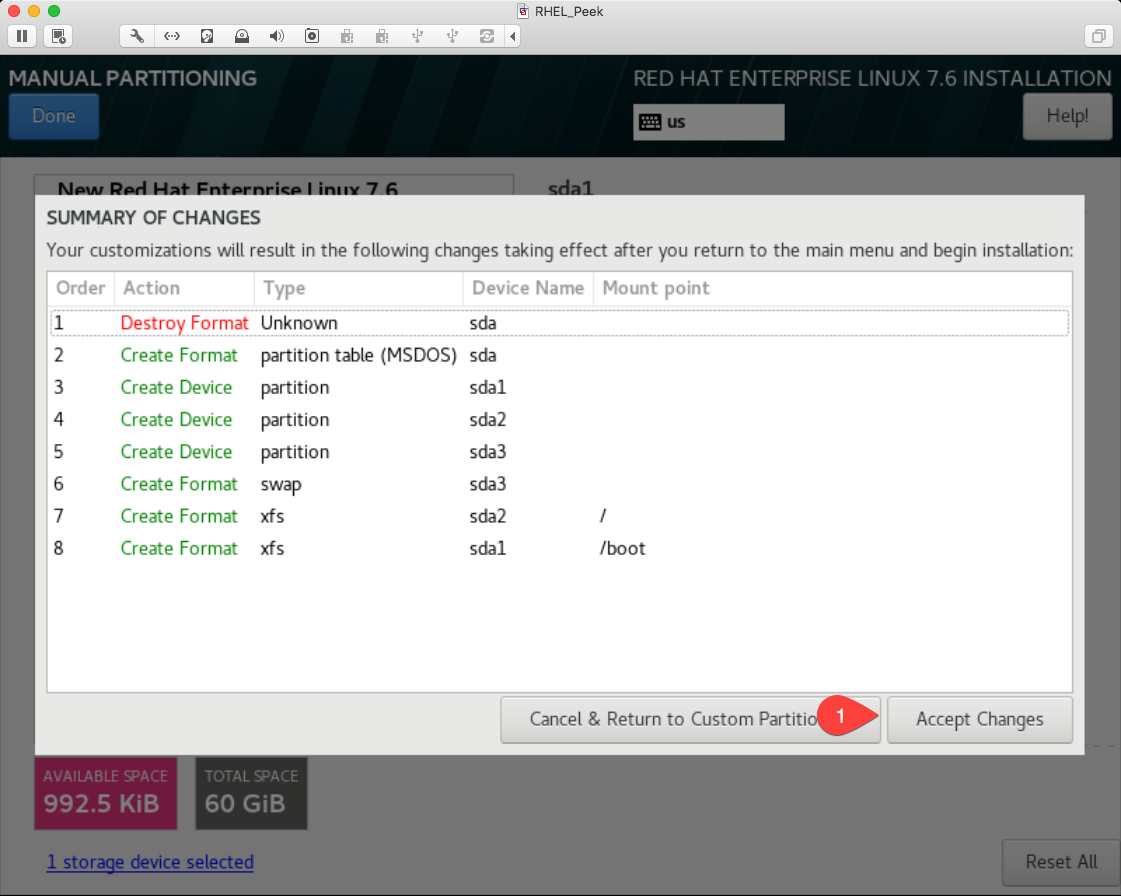 RHEL_Peek
MANUAL PARTITIONING
RED HAT ENTERPRISE LINUX 7.6 INSTALLATION
Done
us
Help!
New Red Hat Enterprise Linux 7.6
sda1
SUMMARY OF CHANGES
Your customizations will result in the following changes taking effect after you return to the main menu and begin installation:
Order Action Type Device Name Mount point
1 Destroy Format Unknown sda
2 Create Format partition table (MSDOS) sda
3 Create Device partition sda1
4 Create Device partition sda2
5 Create Device partition sda3
6 Create Format swap sda3
7 Create Format xfs sda2 /
8 Create Format xfs sda1 /boot
Cancel & Return to Custom Partitio
1
Accept Changes
AVAILABLE SPACE
992.5 KiB
TOTAL SPACE
60 GiB
1 storage device selected
Reset All